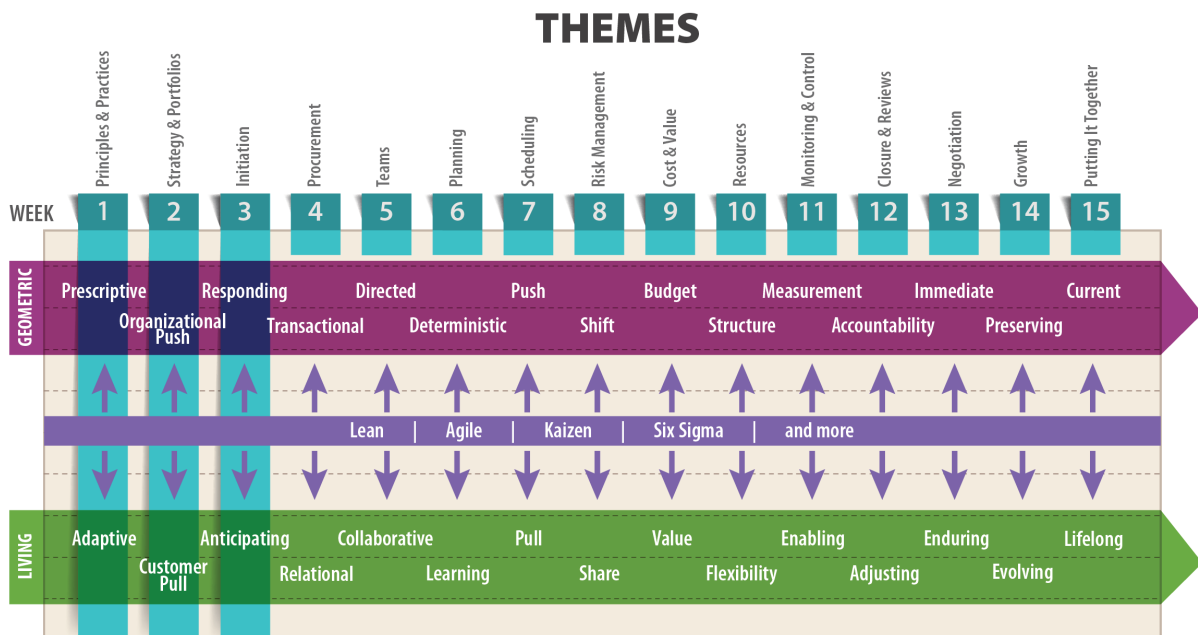 THEMES
Principles & Practices
Strategy & Portfolios
Initiation
Procurement
Teams
Planning
Scheduling
Risk Management
Cost & Value
Resources
Monitoring & Control
Closure & Reviews
Negotiation
Growth
Putting It Together
WEEK 1 2 3 4 5 6 7 8 9 10 11 12 13 14 15
GEOMETRIC
Prescriptive Responding Directed Push Budget Measurement Immediate Current
Organizational Push Transactional Deterministic Shift Structure Accountability Preserving
Lean | Agile | Kaizen | Six Sigma | and more
LIVING
Adaptive Anticipating Collaborative Pull Value Enabling Enduring Lifelong
Customer Pull Relational Learning Share Flexibility Adjusting Evolving